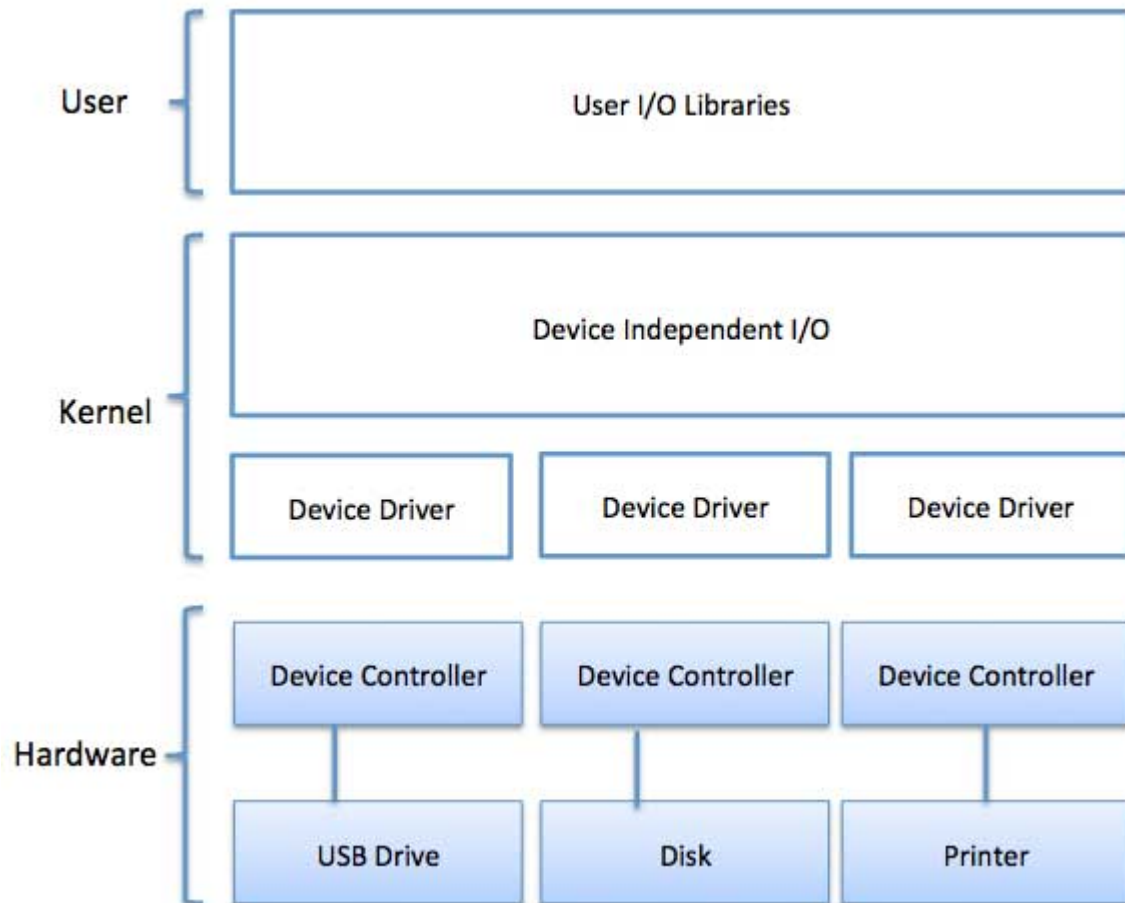 User
User I/O Libraries
Kernel
Device Independent I/O
Device Driver
Device Driver
Device Driver
Hardware
Device Controller
Device Controller
Device Controller
USB Drive
Disk
Printer